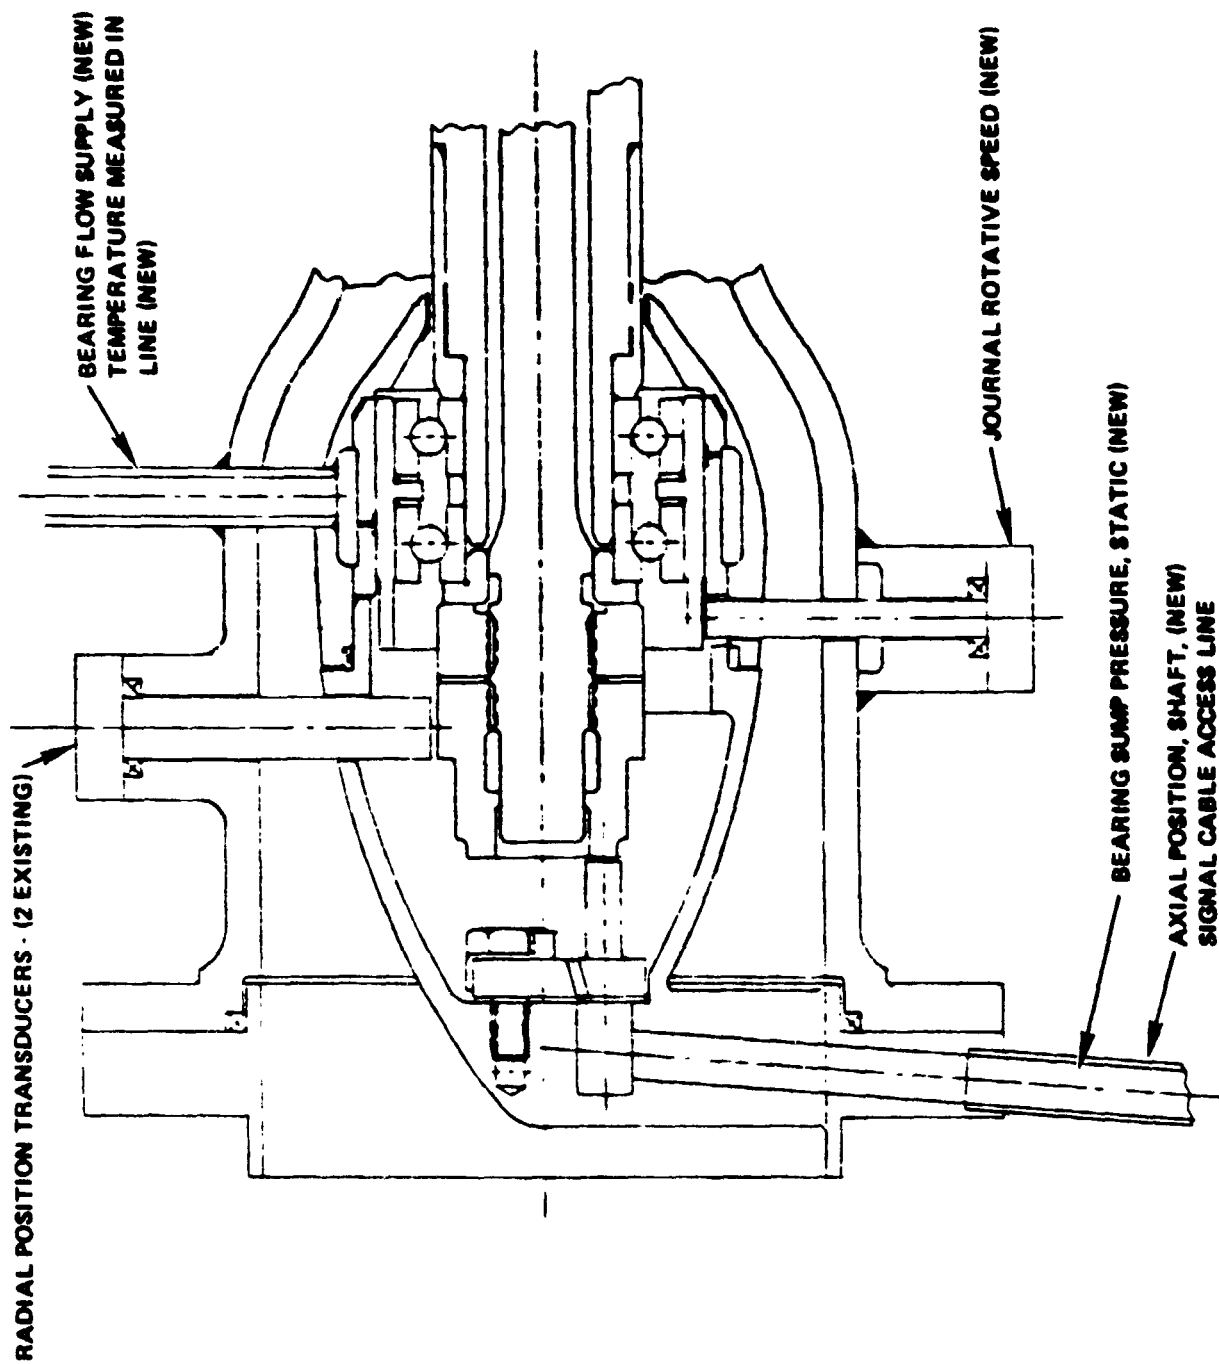 RADIAL POSITION TRANSDUCERS - (2 EXISTING)
BEARING FLOW SUPPLY (NEW)
TEMPERATURE MEASURED IN
LINE (NEW)
JOURNAL ROTATIVE SPEED (NEW)
BEARING SUMP PRESSURE, STATIC (NEW)
AXIAL POSITION, SHAFT, (NEW)
SIGNAL CABLE ACCESS LINE